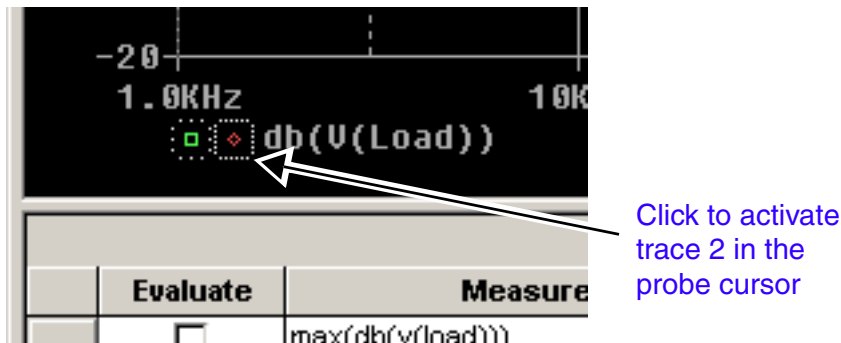 -20
1.0KHz 10K
db(V(Load))
Click to activate
trace 2 in the
probe cursor
Evaluate Measure
max(db(v(load)))